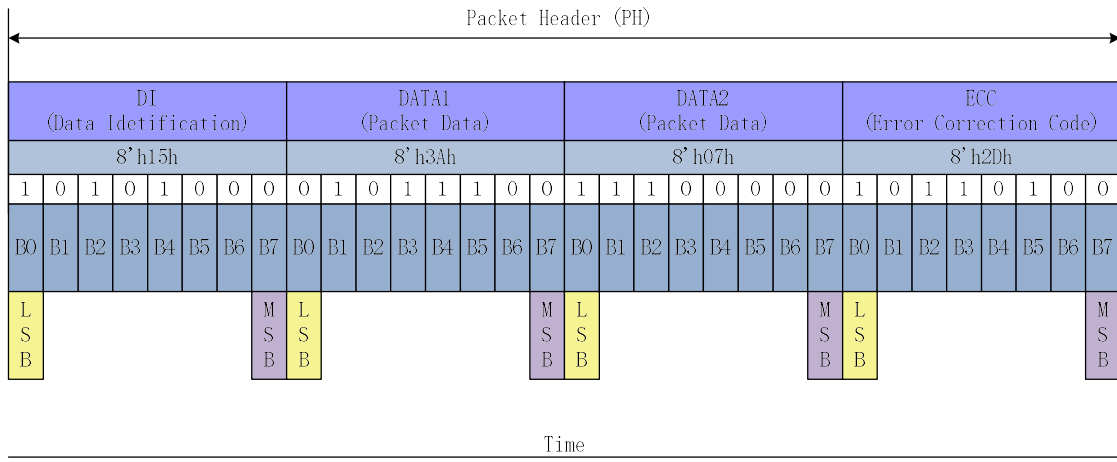 Packet Header (PH)
DI DATA1 DATA2 ECC
(Data Idetification) (Packet Data) (Packet Data) (Error Correction Code)
8'h15h 8'h3Ah 8'h07h 8'h2Dh
1 0 1 0 1 0 0 0 0 1 0 1 1 1 0 0 1 1 1 0 0 0 0 0 1 0 1 1 0 1 0 0
B0 B1 B2 B3 B4 B5 B6 B7 B0 B1 B2 B3 B4 B5 B6 B7 B0 B1 B2 B3 B4 B5 B6 B7 B0 B1 B2 B3 B4 B5 B6 B7
L M L M L M L M
S S S S S S S S
B B B B B B B B
Time